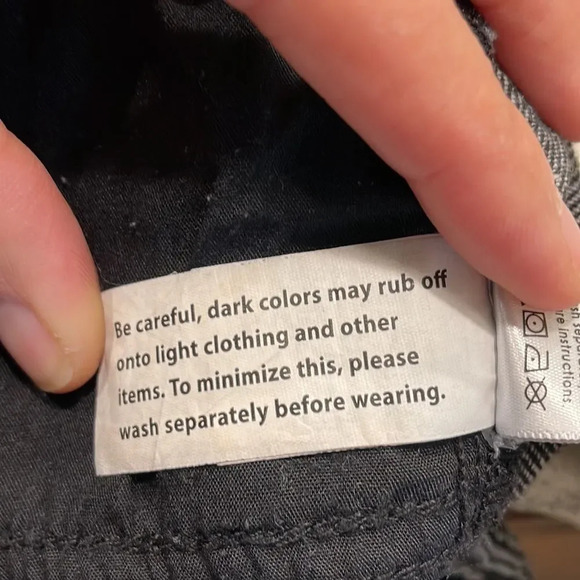 Be careful, dark colors may rub off
onto light clothing and other
items. To minimize this, please
wash separately before wearing.
instructions